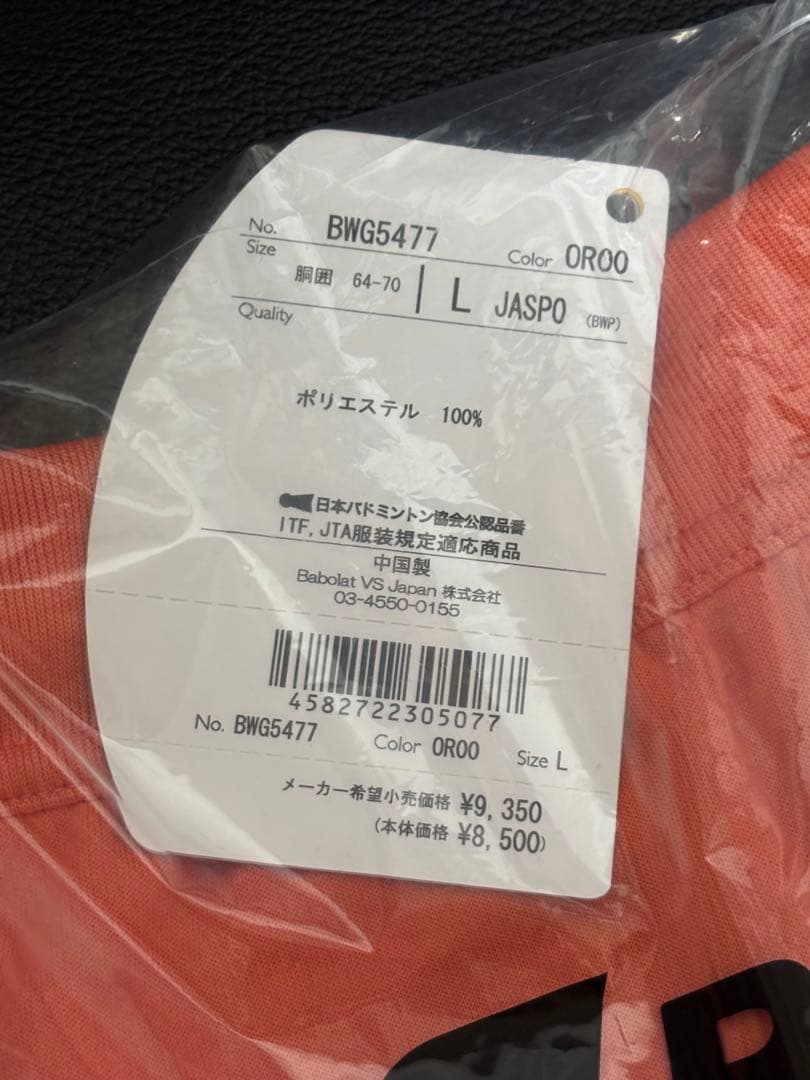 No. BWG5477 Color OR00
Size 胴囲 64-70 L JASPO (BWP)
Quality
ポリエステル 100%
日本バドミントン協会公認品番
ITF, JTA服装規定適応商品
中国製
Babolat VS Japan 株式会社
03-4550-0155
4582722305077
No. BWG5477 Color OR00 Size L
メーカー希望小売価格 ¥9,350
(本体価格 ¥8,500)